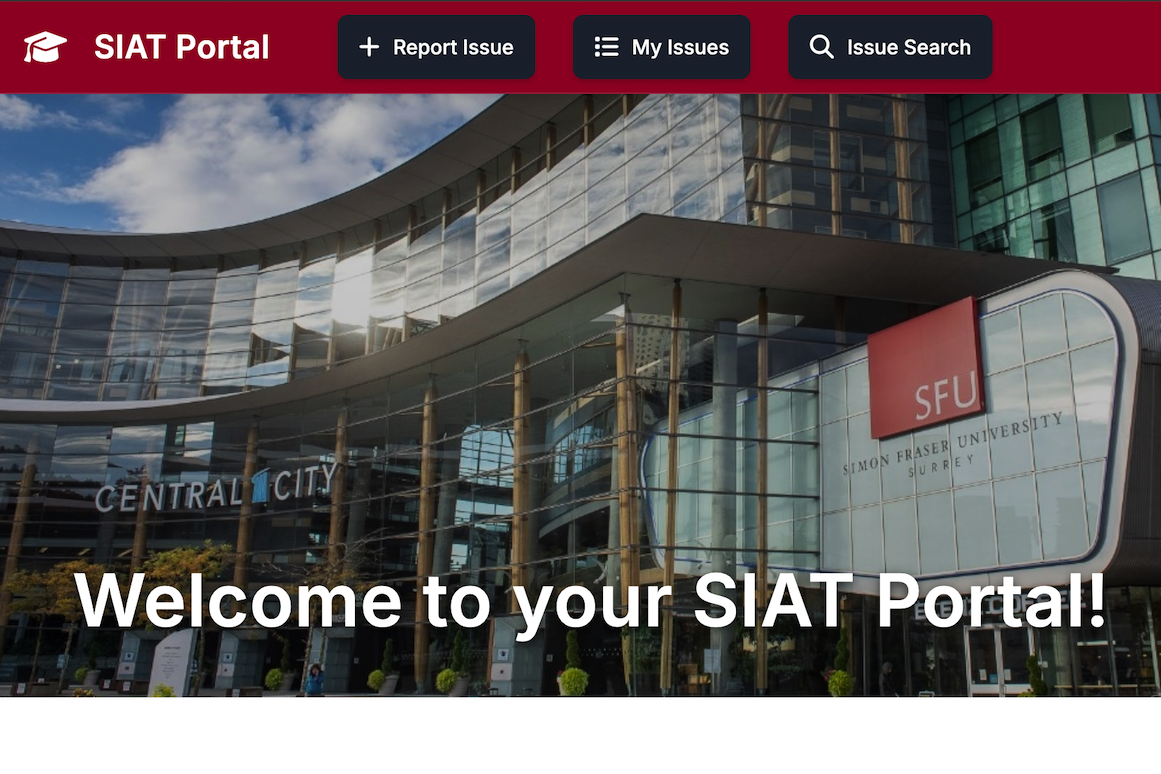 SIAT Portal
Report Issue
My Issues
Issue Search
CENTRAL CITY
SFU
SIMON FRASER UNIVERSITY
SURREY
Welcome to your SIAT Portal!